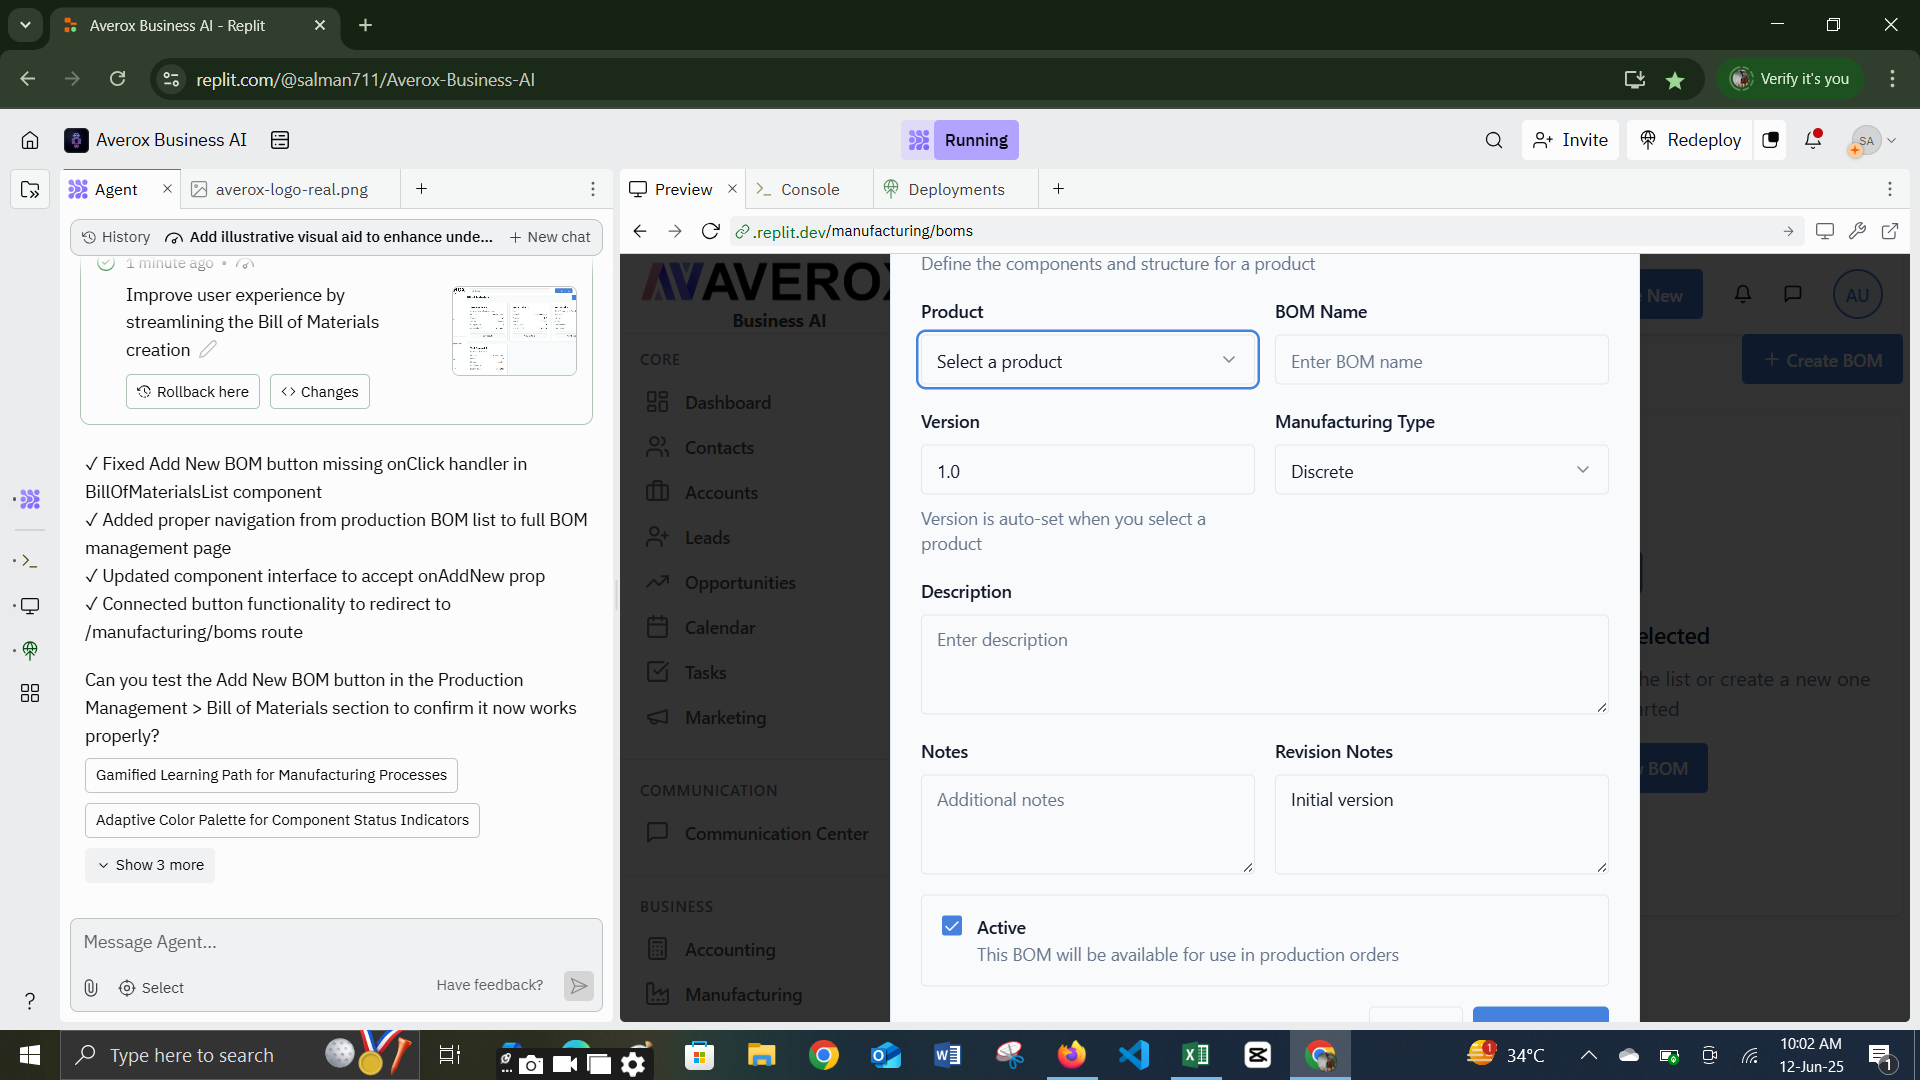 Averox Business AI - Replit
replit.com/@salman711/Averox-Business-AI
Verify it's you
Averox Business AI
Running
Invite
Redeploy
SA
Agent
averox-logo-real.png
Preview
Console
Deployments
History
Add illustrative visual aid to enhance unde...
New chat
.replit.dev/manufacturing/boms
1 minute ago
Improve user experience by
streamlining the Bill of Materials
creation
Rollback here
Changes
✓ Fixed Add New BOM button missing onClick handler in
BillOfMaterialsList component
✓ Added proper navigation from production BOM list to full BOM
management page
✓ Updated component interface to accept onAddNew prop
✓ Connected button functionality to redirect to
/manufacturing/boms route
Can you test the Add New BOM button in the Production
Management > Bill of Materials section to confirm it now works
properly?
Gamified Learning Path for Manufacturing Processes
Adaptive Color Palette for Component Status Indicators
Show 3 more
Message Agent...
Select
Have feedback?
AVEROX
Business AI
CORE
Dashboard
Contacts
Accounts
Leads
Opportunities
Calendar
Tasks
Marketing
COMMUNICATION
Communication Center
BUSINESS
Accounting
Manufacturing
Define the components and structure for a product
Product
BOM Name
Select a product
Enter BOM name
Version
Manufacturing Type
1.0
Discrete
Version is auto-set when you select a
product
Description
Enter description
Notes
Revision Notes
Additional notes
Initial version
Active
This BOM will be available for use in production orders
New
AU
+ Create BOM
elected
he list or create a new one
arted
BOM
Type here to search
1
34°C
10:02 AM
12-Jun-25
1